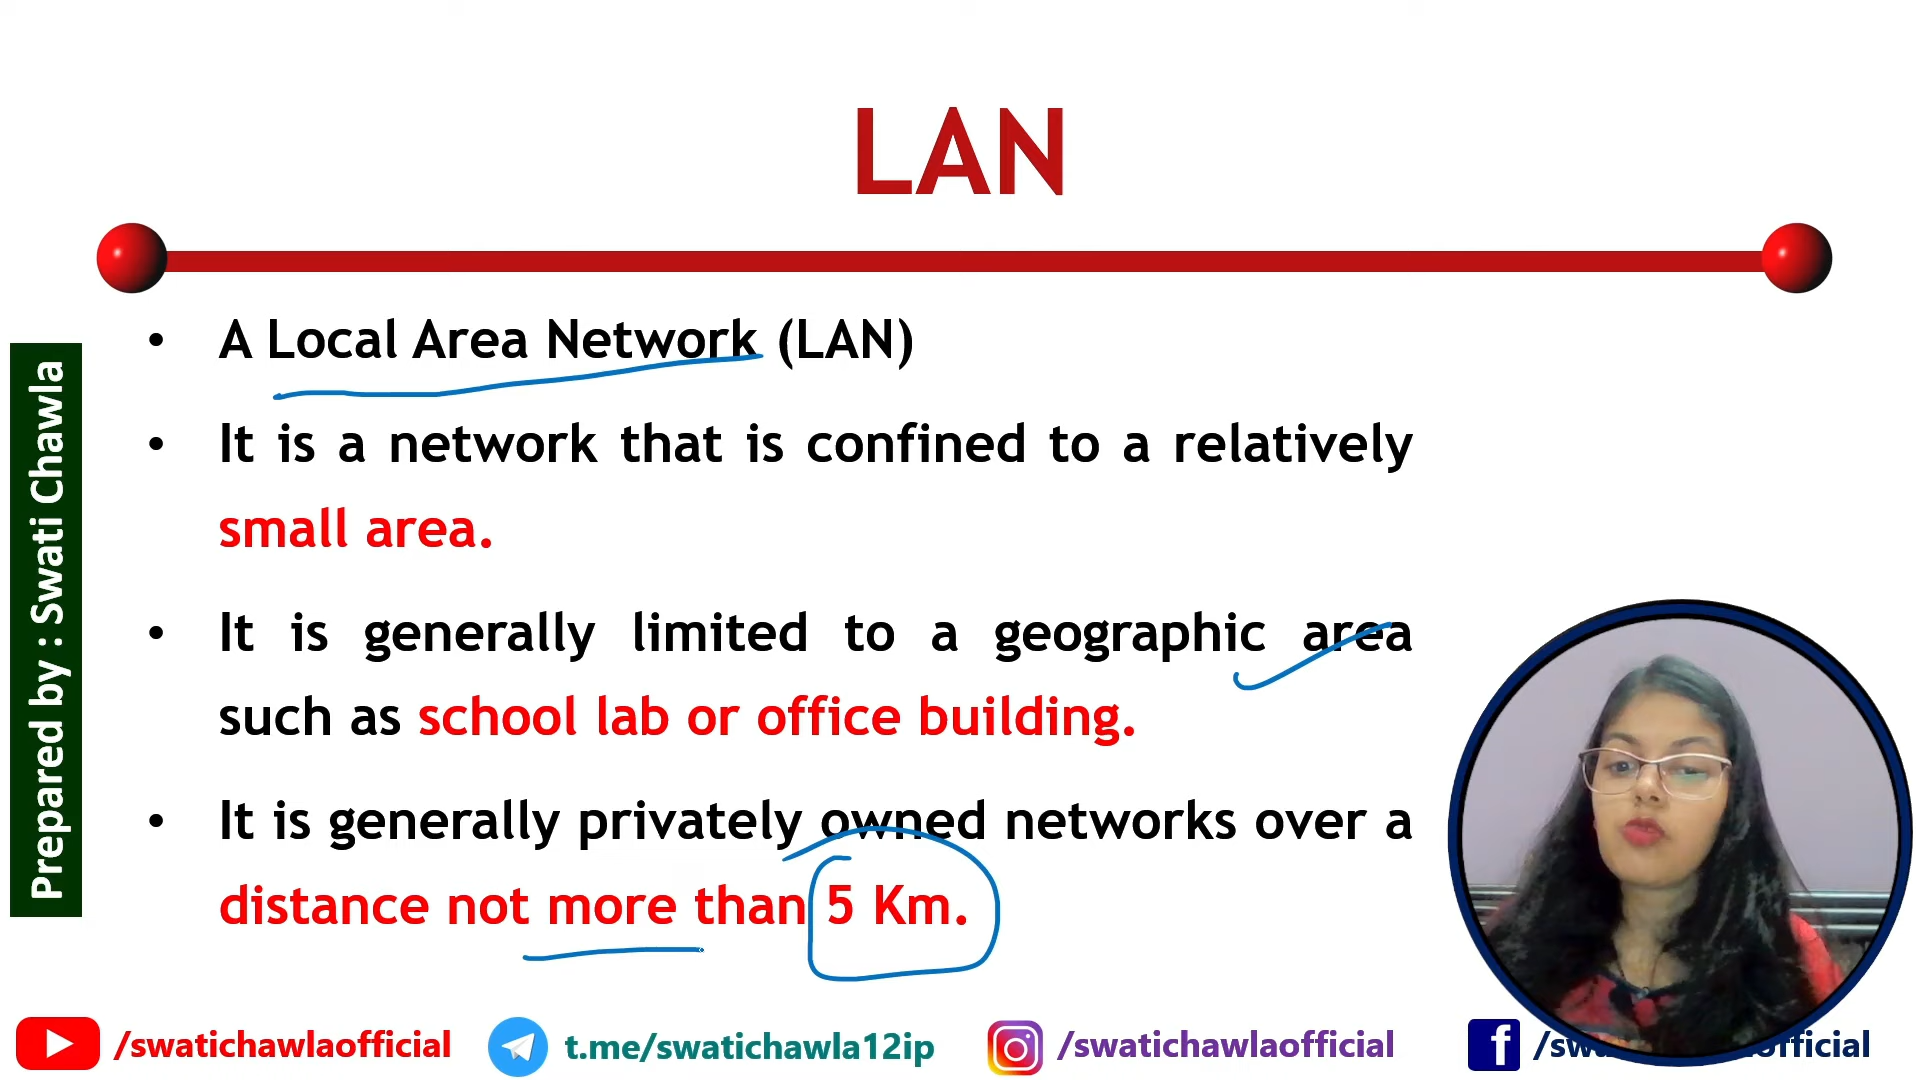 LAN
• A Local Area Network (LAN)
• It is a network that is confined to a relatively
small area.
• It is generally limited to a geographic area
such as school lab or office building.
• It is generally privately owned networks over a
distance not more than 5 Km.
Prepared by : Swati Chawla
/swatichawlaofficial
t.me/swatichawla12ip
/swatichawlaofficial